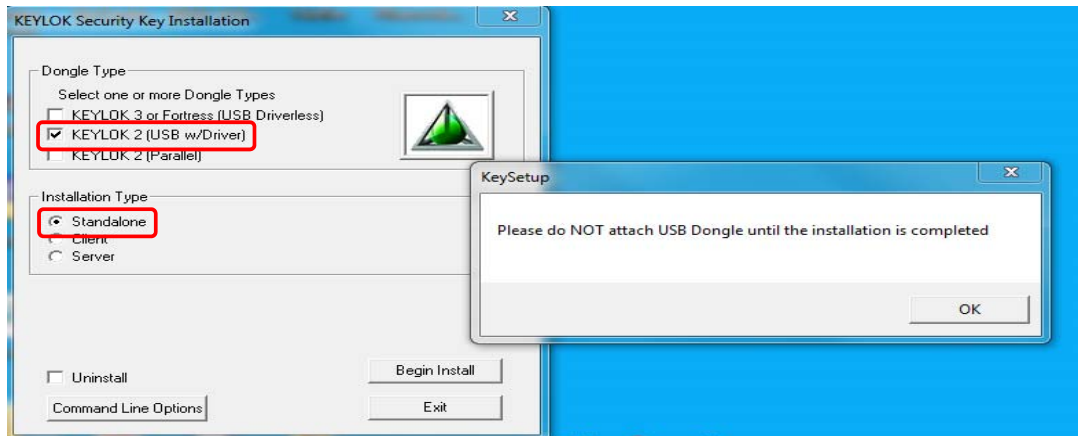 KEYLOK Security Key Installation
Dongle Type
Select one or more Dongle Types
KEYLOK 3 or Fortress (USB Driverless)
KEYLOK 2 (USB w/Driver)
KEYLOK 2 (Parallel)
Installation Type
Standalone
Client
Server
Uninstall
Begin Install
Command Line Options
Exit
KeySetup
Please do NOT attach USB Dongle until the installation is completed
OK